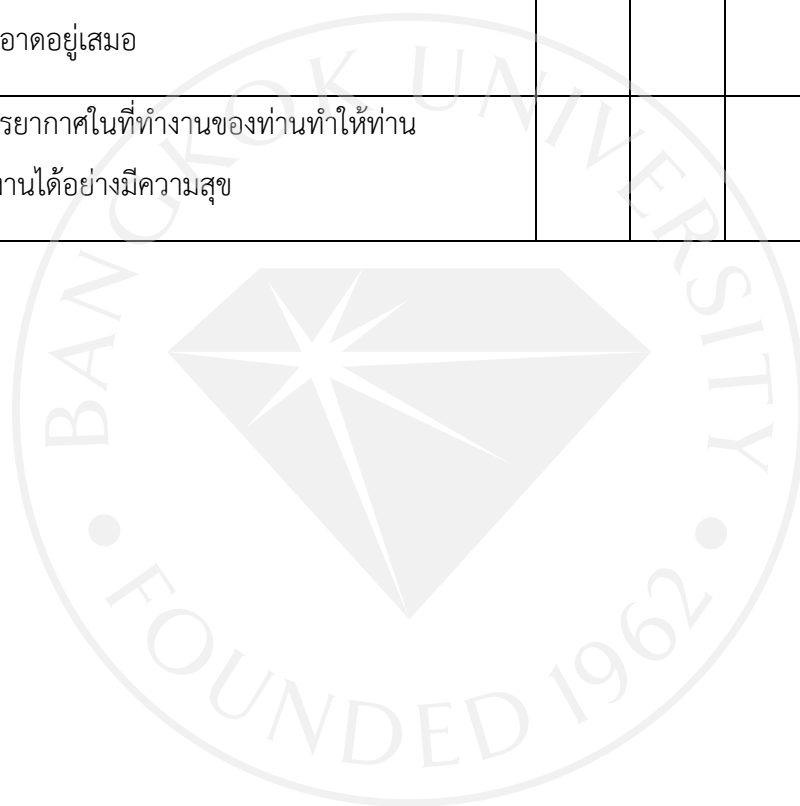 อาดอยู่เสมอ
รยากาศในที่ทำงานของท่านทำให้ท่าน
งานได้อย่างมีความสุข
BANGKOK UNIVERSITY
FOUNDED 1962